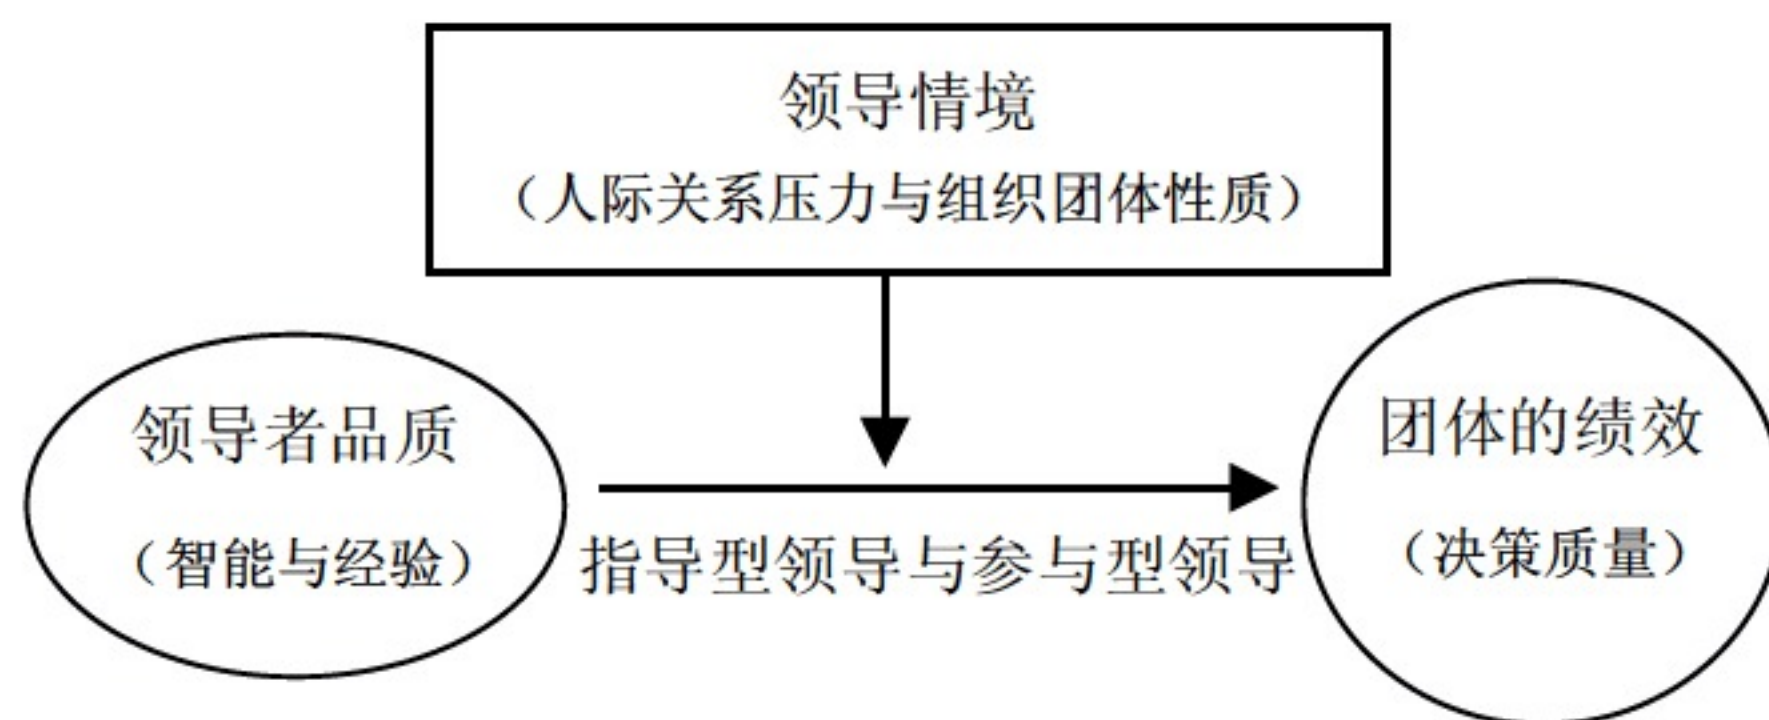 领导情境
（人际关系压力与组织团体性质）
领导者品质
（智能与经验）
指导型领导与参与型领导
团体的绩效
（决策质量）